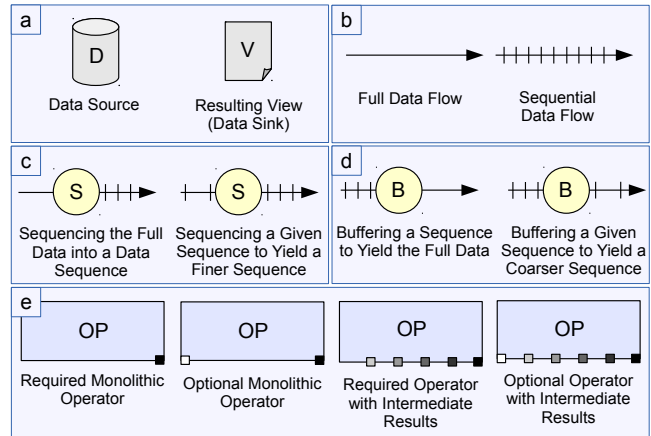 a
D
V
Data Source
Resulting View
(Data Sink)
b
Full Data Flow
Sequential
Data Flow
c
S
S
Sequencing the Full
Data into a Data
Sequence
Sequencing a Given
Sequence to Yield a
Finer Sequence
d
B
B
Buffering a Sequence
to Yield the Full Data
Buffering a Given
Sequence to Yield a
Coarser Sequence
e
OP
OP
OP
OP
Required Monolithic
Operator
Optional Monolithic
Operator
Required Operator
with Intermediate
Results
Optional Operator
with Intermediate
Results